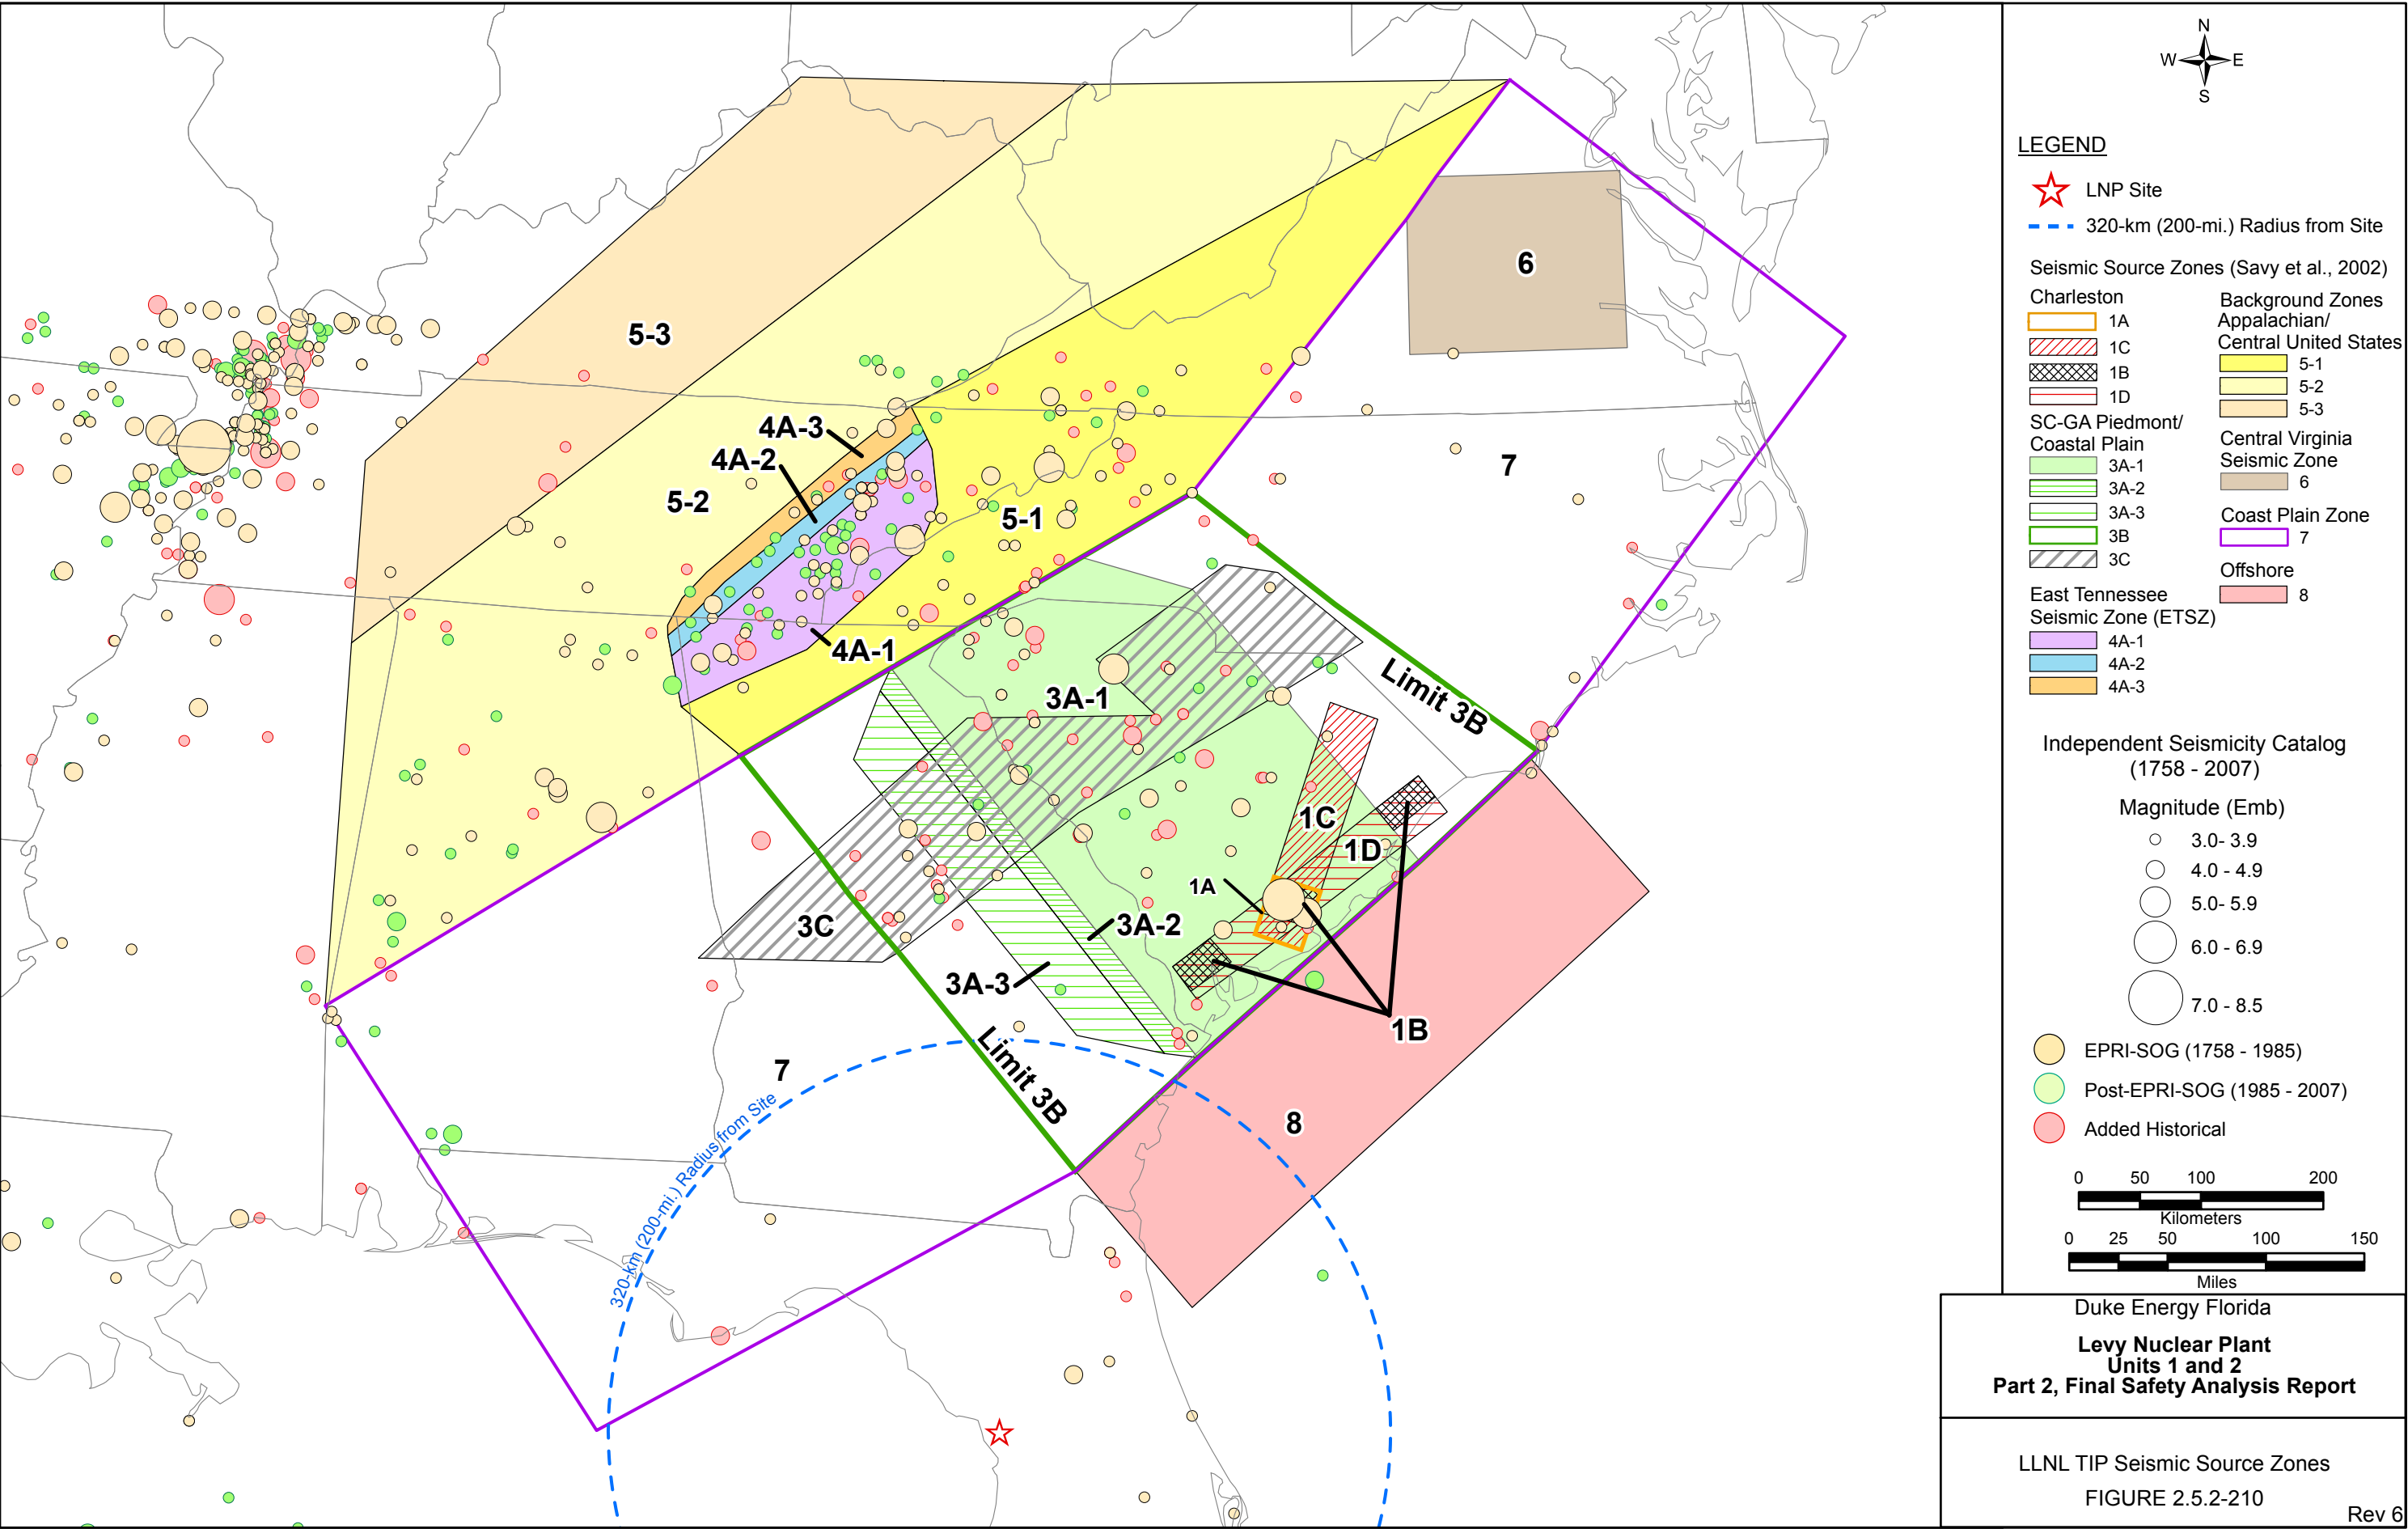 5-3
6
4A-3
4A-2
7
5-2
5-1
4A-1
3A-1
Limit 3B
1C
1D
1A
3C
3A-2
3A-3
1B
Limit 3B
7
8
320-km (200-mi.) Radius from Site
N
W E
S
LEGEND
LNP Site
320-km (200-mi.) Radius from Site
Seismic Source Zones (Savy et al., 2002)
Charleston
1A
1C
1B
1D
SC-GA Piedmont/
Coastal Plain
3A-1
3A-2
3A-3
3B
3C
East Tennessee
Seismic Zone (ETSZ)
4A-1
4A-2
4A-3
Background Zones
Appalachian/
Central United States
5-1
5-2
5-3
Central Virginia
Seismic Zone
6
Coast Plain Zone
7
Offshore
8
Independent Seismicity Catalog
(1758 - 2007)
Magnitude (Emb)
3.0- 3.9
4.0 - 4.9
5.0- 5.9
6.0 - 6.9
7.0 - 8.5
EPRI-SOG (1758 - 1985)
Post-EPRI-SOG (1985 - 2007)
Added Historical
0 50 100 200
Kilometers
0 25 50 100 150
Miles
Duke Energy Florida
Levy Nuclear Plant
Units 1 and 2
Part 2, Final Safety Analysis Report
LLNL TIP Seismic Source Zones
FIGURE 2.5.2-210
Rev 6